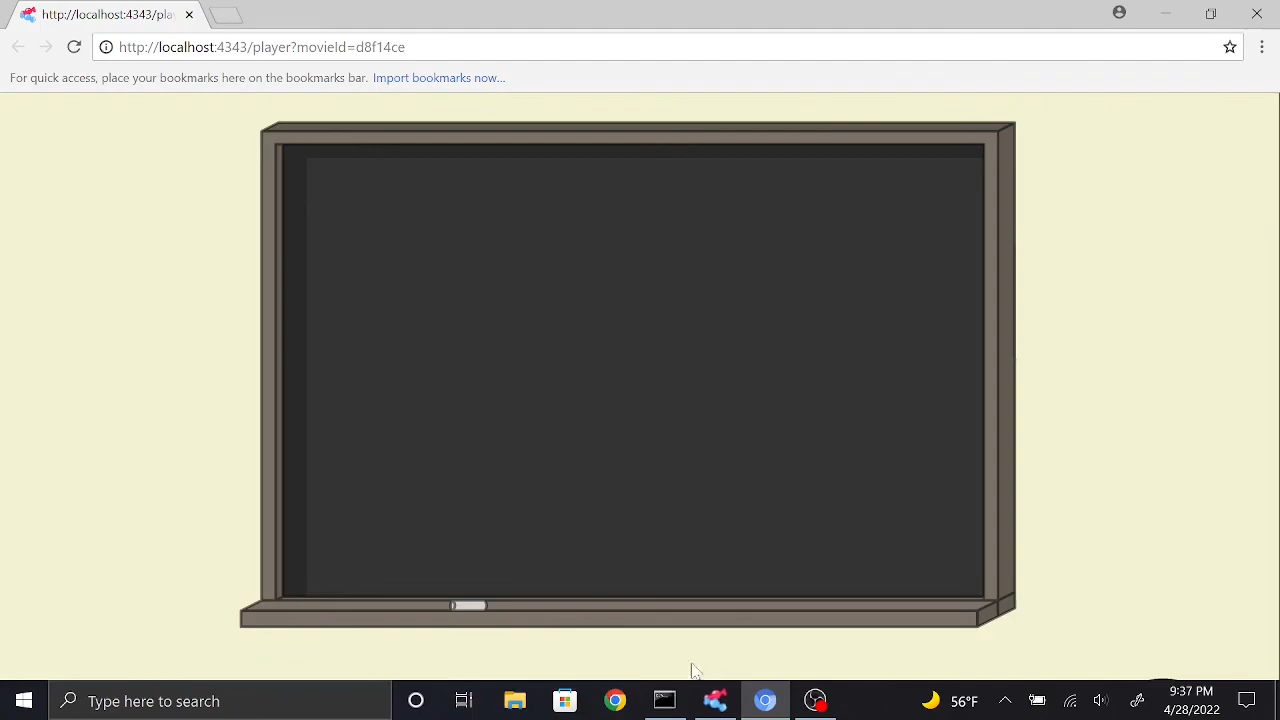 http://localhost:4343/pla
http://localhost:4343/player?movieId=d8f14ce
For quick access, place your bookmarks here on the bookmarks bar. Import bookmarks now...
Type here to search
56°F
9:37 PM
4/28/2022